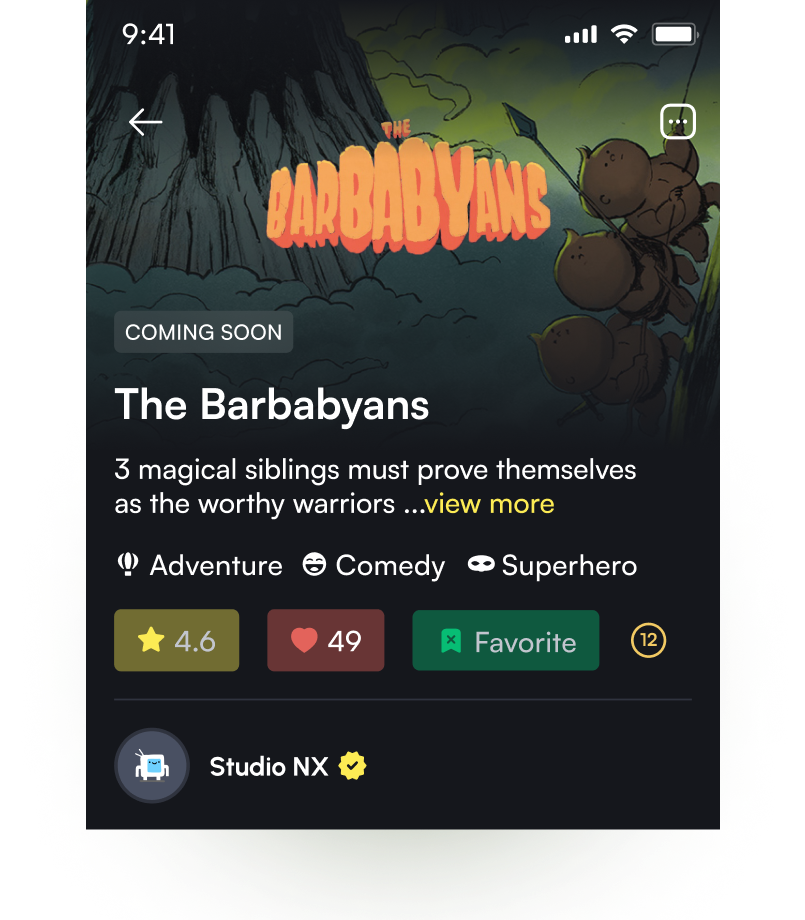 9:41
THE
BARBABYANS
COMING SOON
The Barbabyans
3 magical siblings must prove themselves
as the worthy warriors ...view more
Adventure Comedy Superhero
4.6 49 Favorite 12
Studio NX